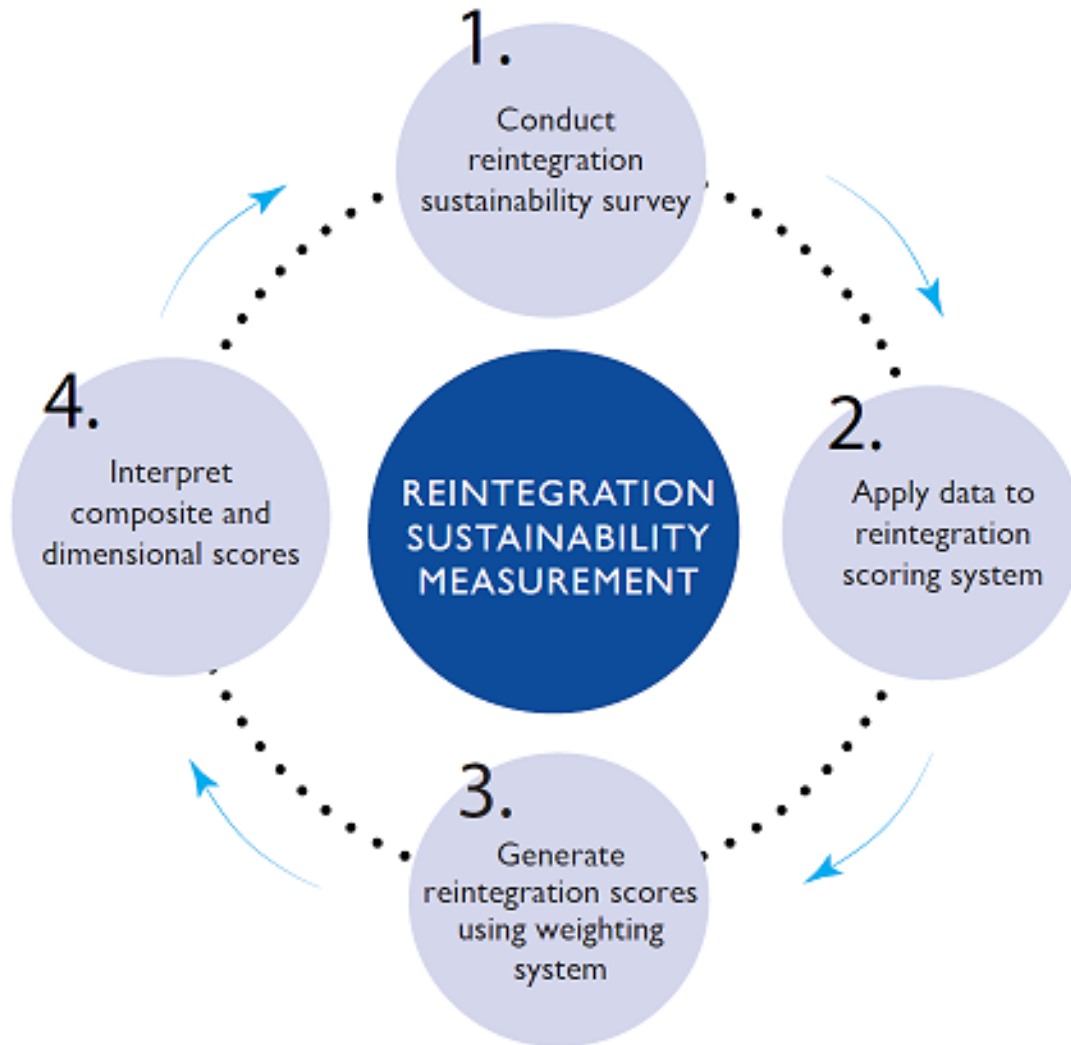 1.
Conduct
reintegration
sustainability survey
2.
Apply data to
reintegration
scoring system
3.
Generate
reintegration scores
using weighting
system
4.
Interpret
composite and
dimensional scores
REINTEGRATION
SUSTAINABILITY
MEASUREMENT